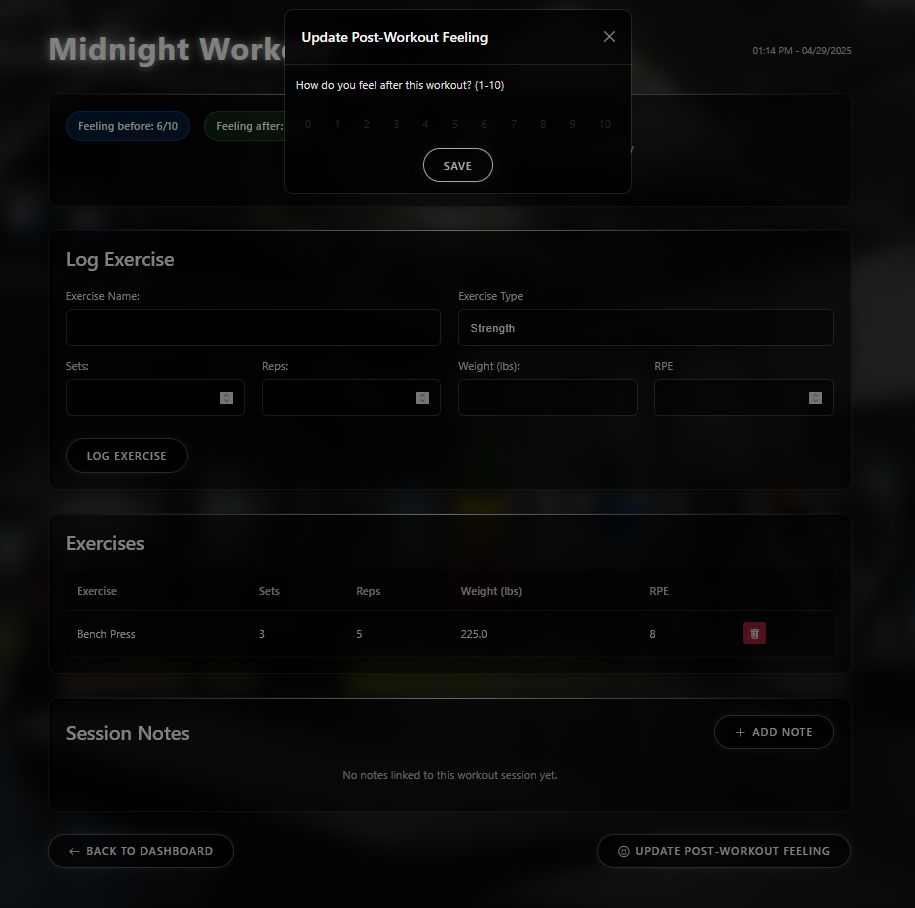 Update Post-Workout Feeling
Midnight
01:14 PM - 04/29/2025
How do you feel after this workout? (1-10)
Feeling before: 6/10
Feeling after:
0 1 2 3 4 5 6 7 8 9 10
SAVE
Log Exercise
Exercise Name: Exercise Type
Strength
Sets: Reps: Weight (lbs): RPE
LOG EXERCISE
Exercises
Exercise Sets Reps Weight (lbs) RPE
Bench Press 3 5 225.0 8
Session Notes
+ ADD NOTE
No notes linked to this workout session yet.
← BACK TO DASHBOARD
UPDATE POST-WORKOUT FEELING